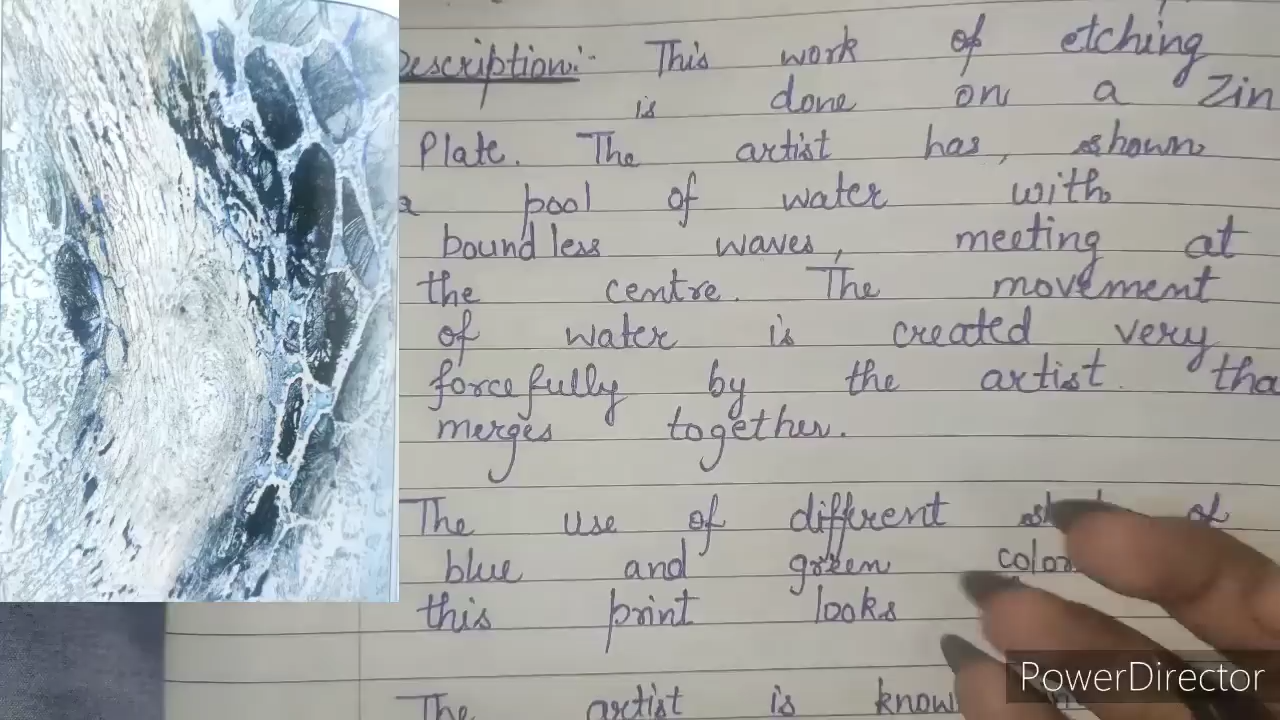 Description:- This work of etching
is done on a Zin
Plate. The artist has, shown
a pool of water with
boundless waves, meeting at
the centre. The movement
of water is created very
forcefully by the artist. tha
merges together.
The use of different of
blue and green color
this print looks
The artist is know
PowerDirector